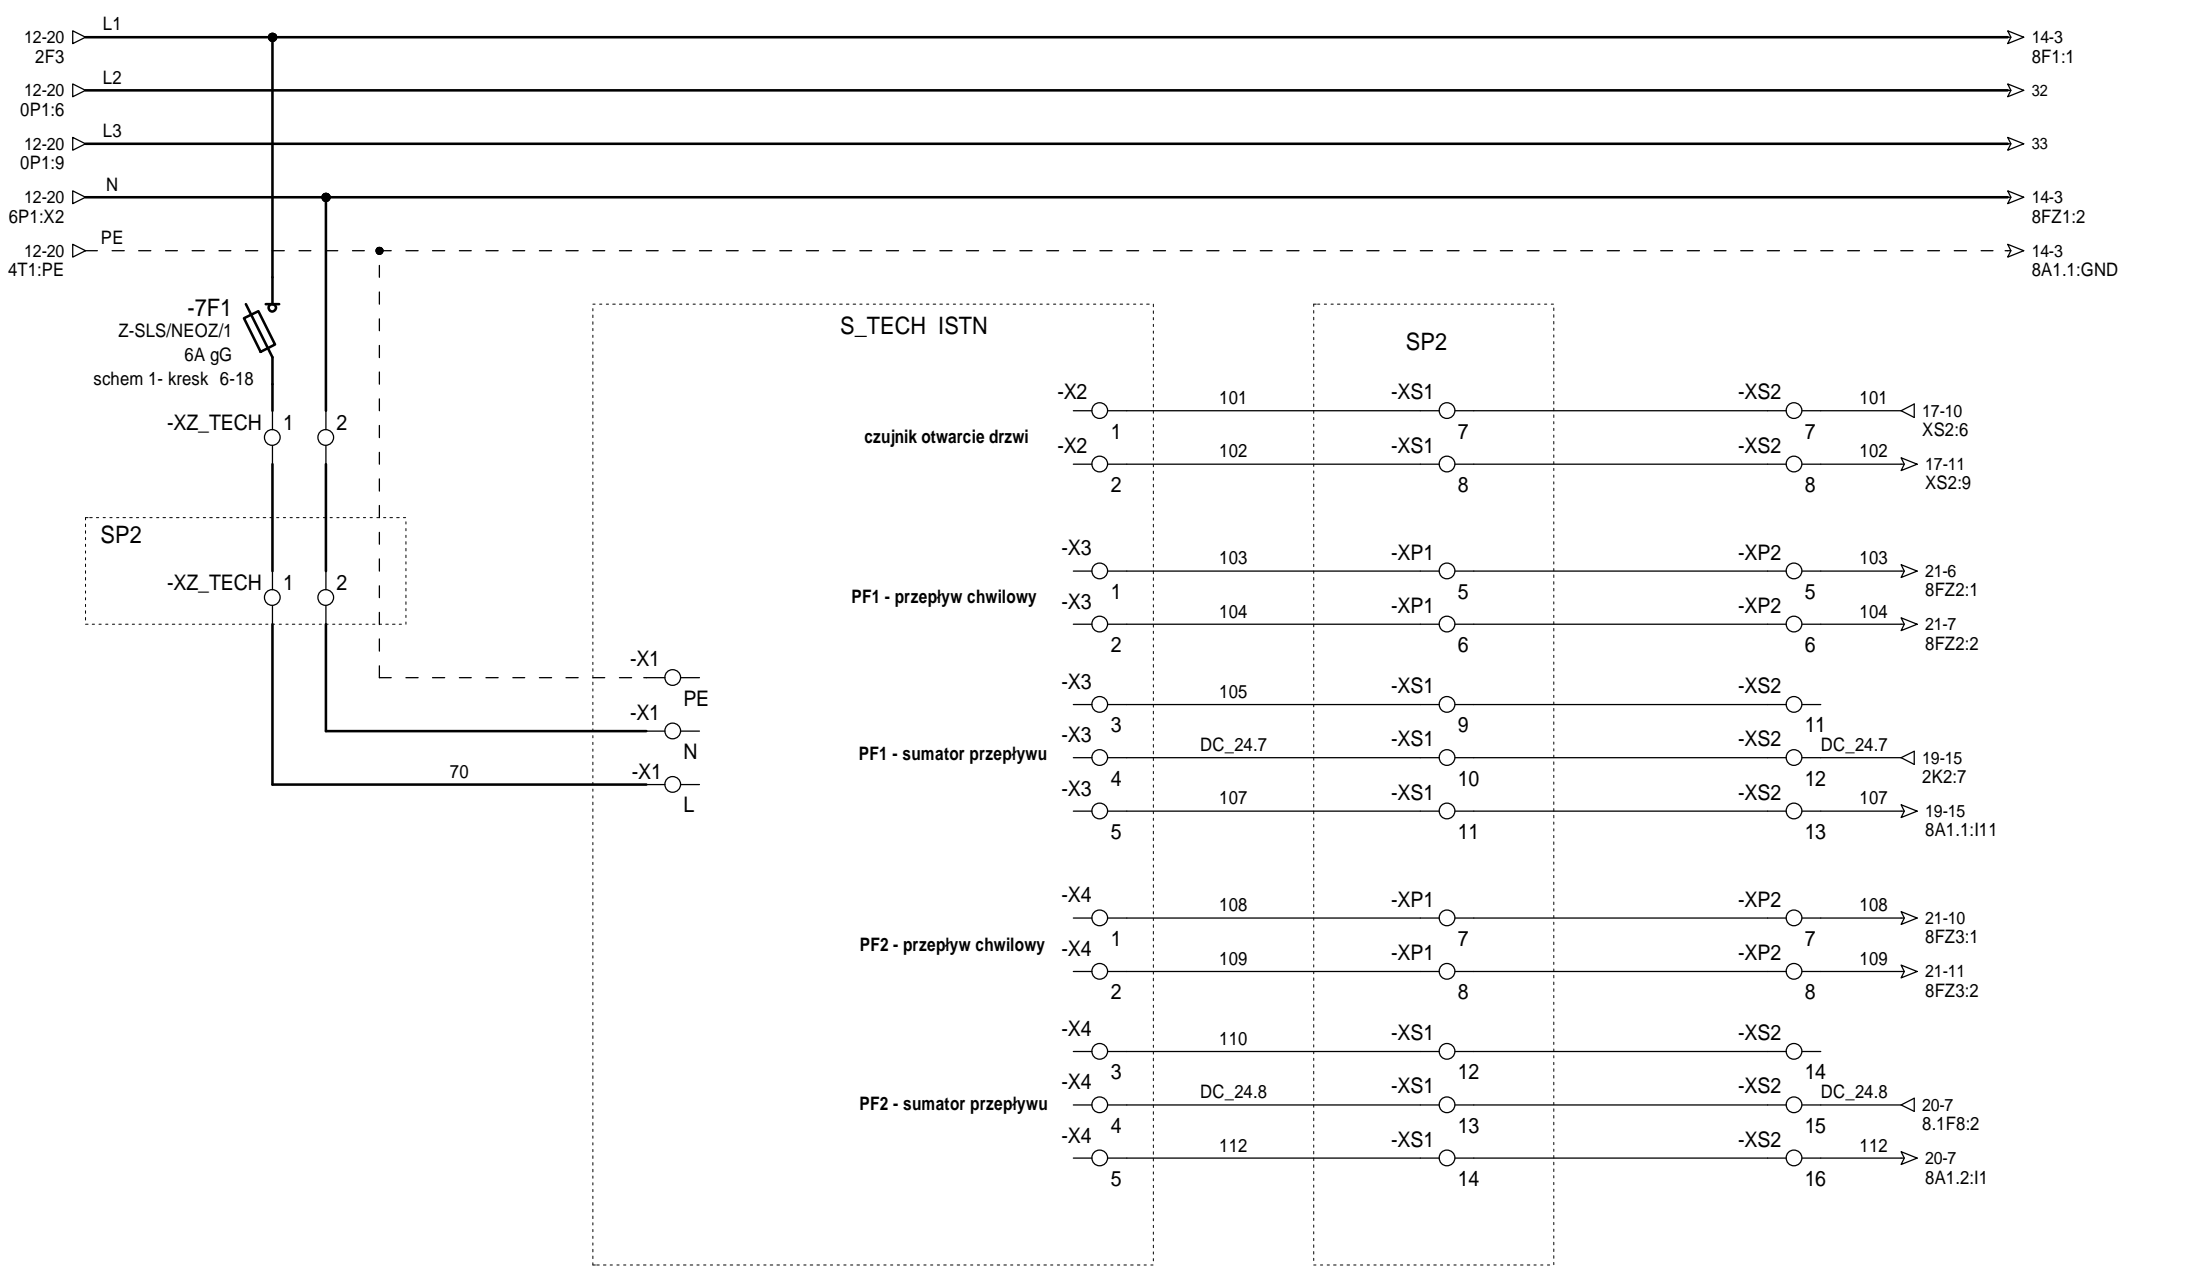 L1
12-20
2F3
14-3
8F1:1
L2
12-20
0P1:6
32
L3
12-20
0P1:9
33
N
12-20
6P1:X2
14-3
8FZ1:2
PE
12-20
4T1:PE
14-3
8A1.1:GND
-7F1
Z-SLS/NEOZ/1
6A gG
schem 1- kresk 6-18
-XZ_TECH 1 2
SP2
-XZ_TECH 1 2
-X1
PE
-X1
N
70
-X1
L
S_TECH ISTN
SP2
czujnik otwarcie drzwi
-X2 101 -XS1 -XS2 101
1 7 7
17-10
XS2:6
-X2 102 -XS1 -XS2 102
2 8 8
17-11
XS2:9
PF1 - przepływ chwilowy
-X3 103 -XP1 -XP2 103
1 5 5
21-6
8FZ2:1
-X3 104 -XP1 -XP2 104
2 6 6
21-7
8FZ2:2
PF1 - sumator przepływu
-X3 105 -XS1 -XS2
3 9 11
-X3 DC_24.7 -XS1 -XS2 DC_24.7
4 10 12
19-15
2K2:7
-X3 107 -XS1 -XS2 107
5 11 13
19-15
8A1.1:I11
PF2 - przepływ chwilowy
-X4 108 -XP1 -XP2 108
1 7 7
21-10
8FZ3:1
-X4 109 -XP1 -XP2 109
2 8 8
21-11
8FZ3:2
PF2 - sumator przepływu
-X4 110 -XS1 -XS2
3 12 14
-X4 DC_24.8 -XS1 -XS2 DC_24.8
4 13 15
20-7
8.1F8:2
-X4 112 -XS1 -XS2 112
5 14 16
20-7
8A1.2:I1